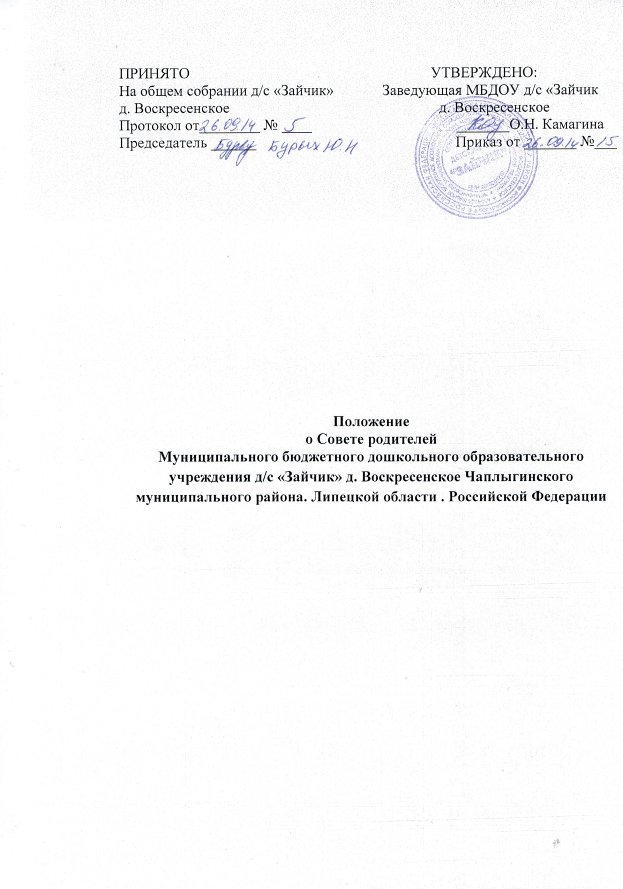 ПРИНЯТО
На общем собрании д/с «Зайчик»
д. Воскресенское
Протокол от 26.09.14 № 5
Председатель Бурых Ю.Н
УТВЕРЖДЕНО:
Заведующая МБДОУ д/с «Зайчик
д. Воскресенское
О.Н. Камагина
Приказ от 26.09.14 № 15
"ЗАЙЧИК"
Положение
о Совете родителей
Муниципального бюджетного дошкольного образовательного
учреждения д/с «Зайчик» д. Воскресенское Чаплыгинского
муниципального района. Липецкой области . Российской Федерации